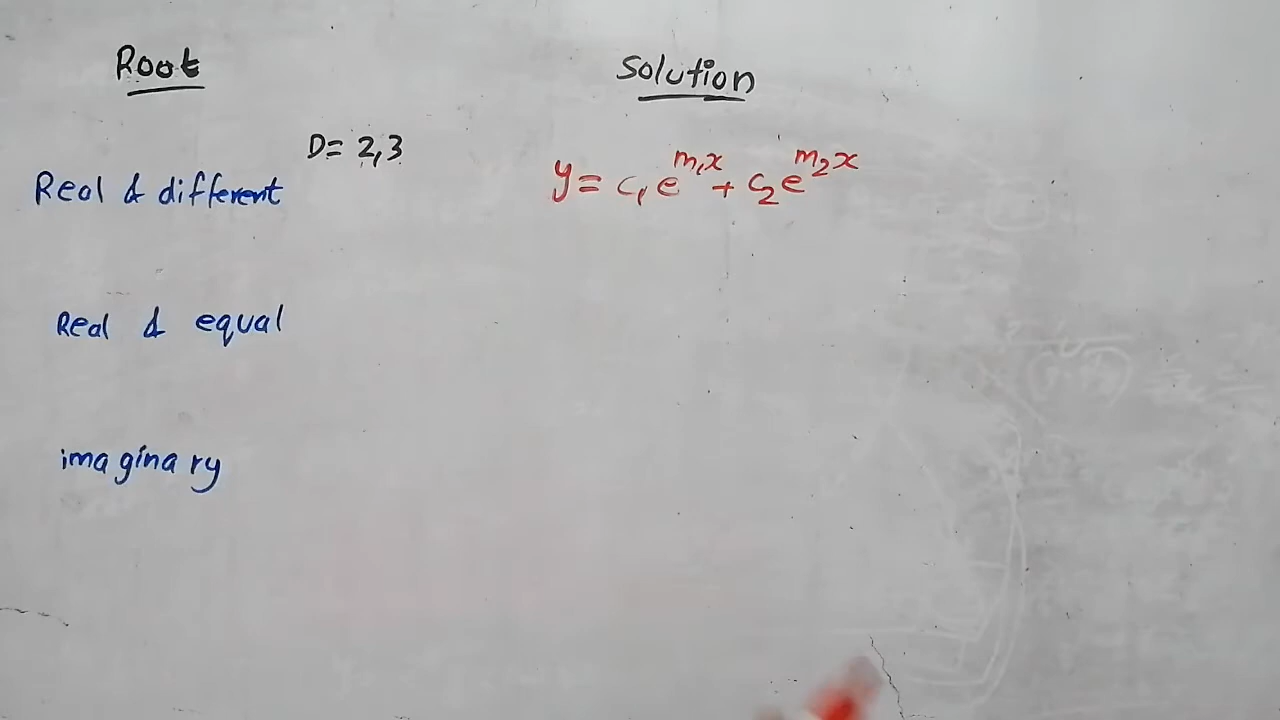 Root
Solution
D= 2,3
Real & different
y= c₁e^m₁x + c₂e^m₂x
Real & equal
imaginary